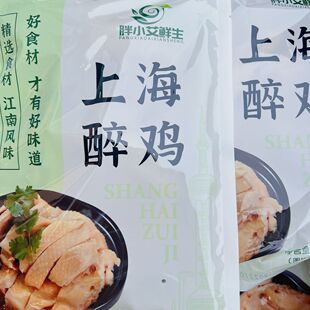 胖小艾鲜生
PANGXIAOAIXIANSHENG
好食材 才有好味道
精选食材 江南风味
上海
醉鸡
SHANG
HAI
ZUI
JI
上海
醉鸡